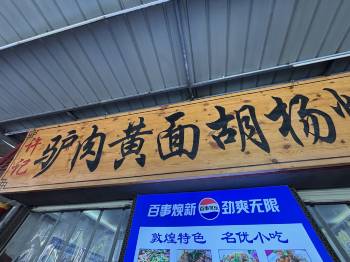 许记
驴肉黄面胡杨
百事焕新 劲爽无限
敦煌特色 名优小吃